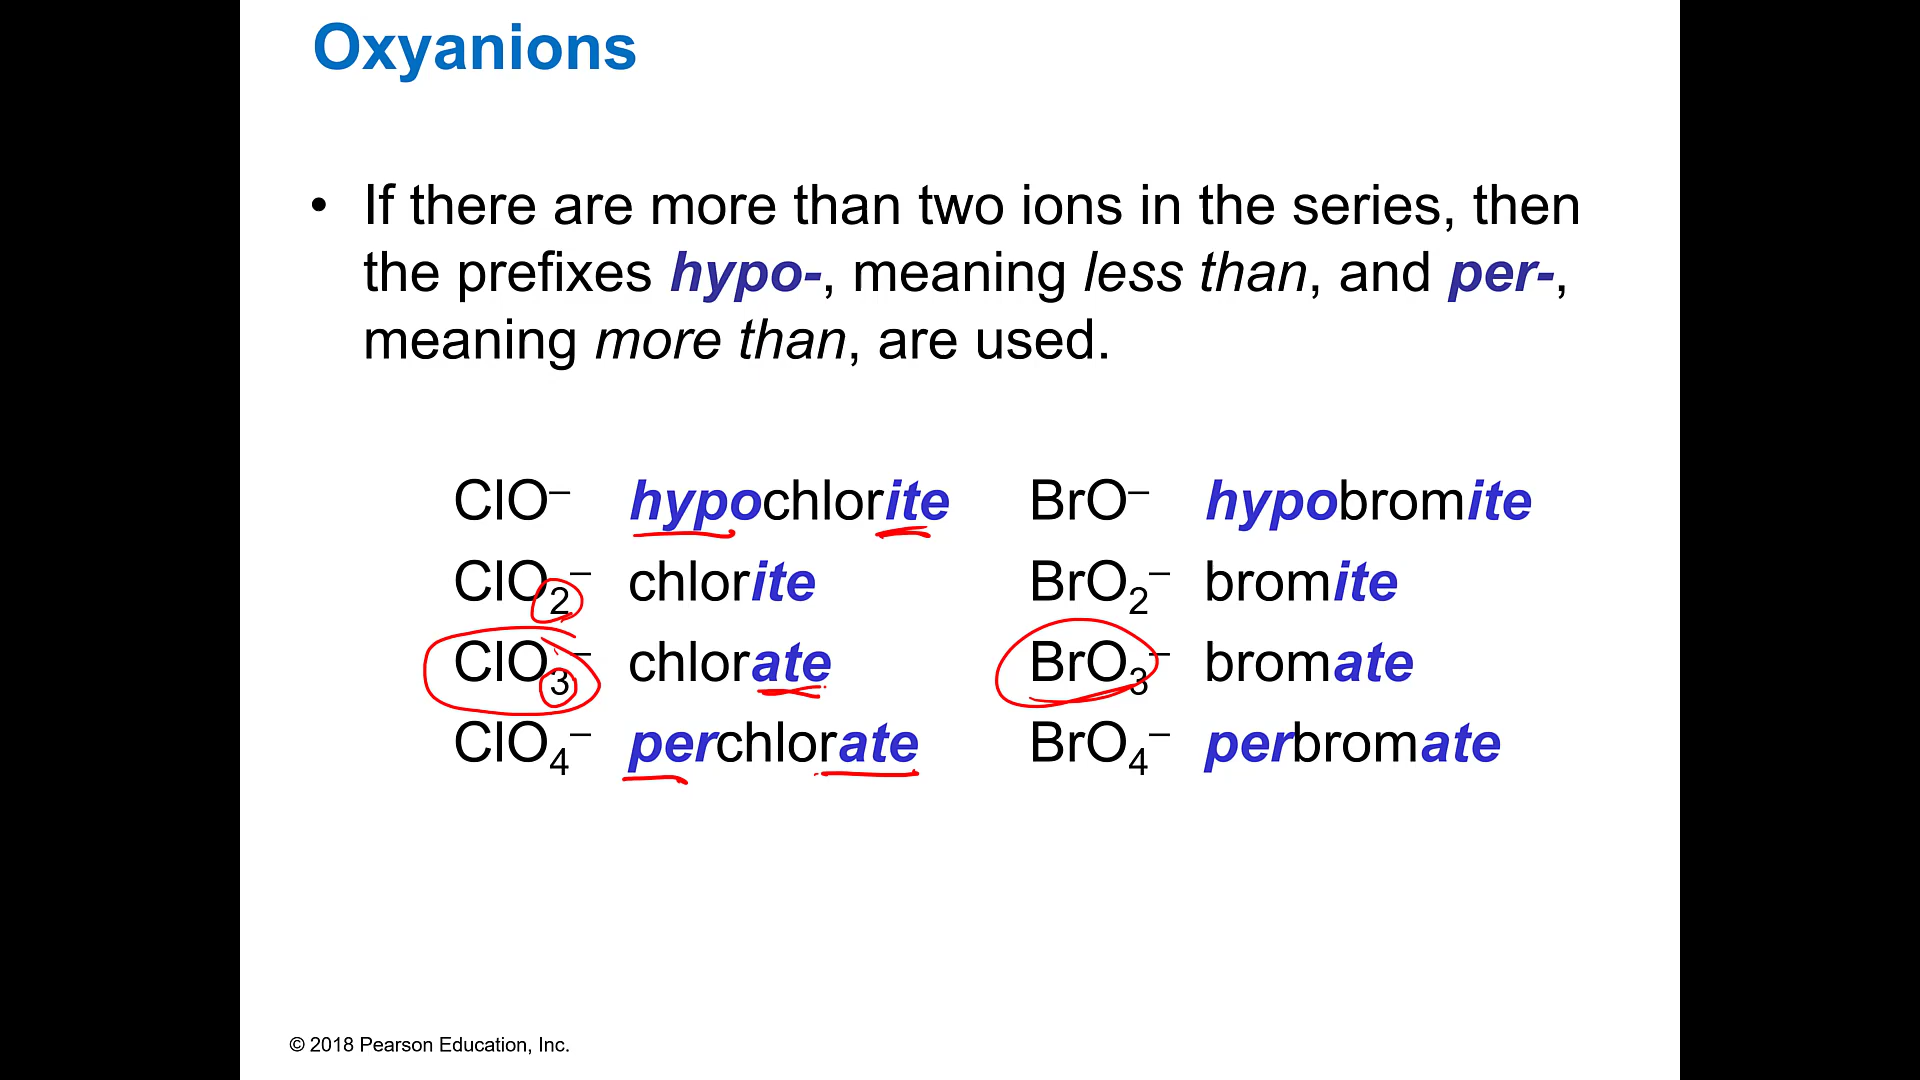 Oxyanions
• If there are more than two ions in the series, then
the prefixes hypo-, meaning less than, and per-,
meaning more than, are used.
ClO⁻ hypochlorite BrO⁻ hypobromite
ClO₂⁻ chlorite BrO₂⁻ bromite
ClO₃⁻ chlorate BrO₃⁻ bromate
ClO₄⁻ perchlorate BrO₄⁻ perbromate
© 2018 Pearson Education, Inc.